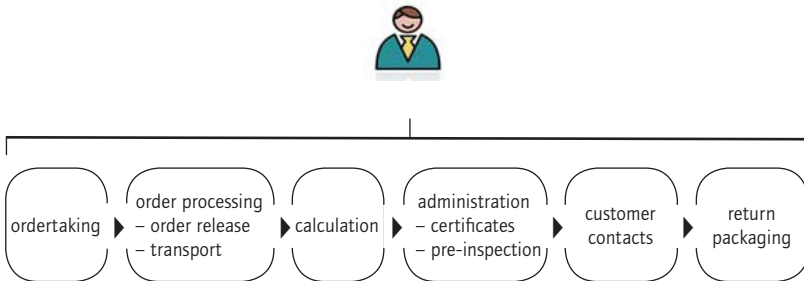 ordertaking
order processing
– order release
– transport
calculation
administration
– certificates
– pre-inspection
customer
contacts
return
packaging